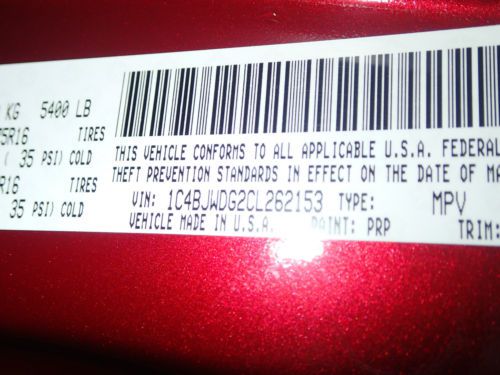 KG 5400 LB
5R16 TIRES
( 35 PSI) COLD
R16 TIRES
35 PSI) COLD
THIS VEHICLE CONFORMS TO ALL APPLICABLE U.S.A. FEDERAL
THEFT PREVENTION STANDARDS IN EFFECT ON THE DATE OF MA
VIN: 1C4BJWDG2CL262153 TYPE: MPV
VEHICLE MADE IN U.S.A. PAINT: PRP TRIM: